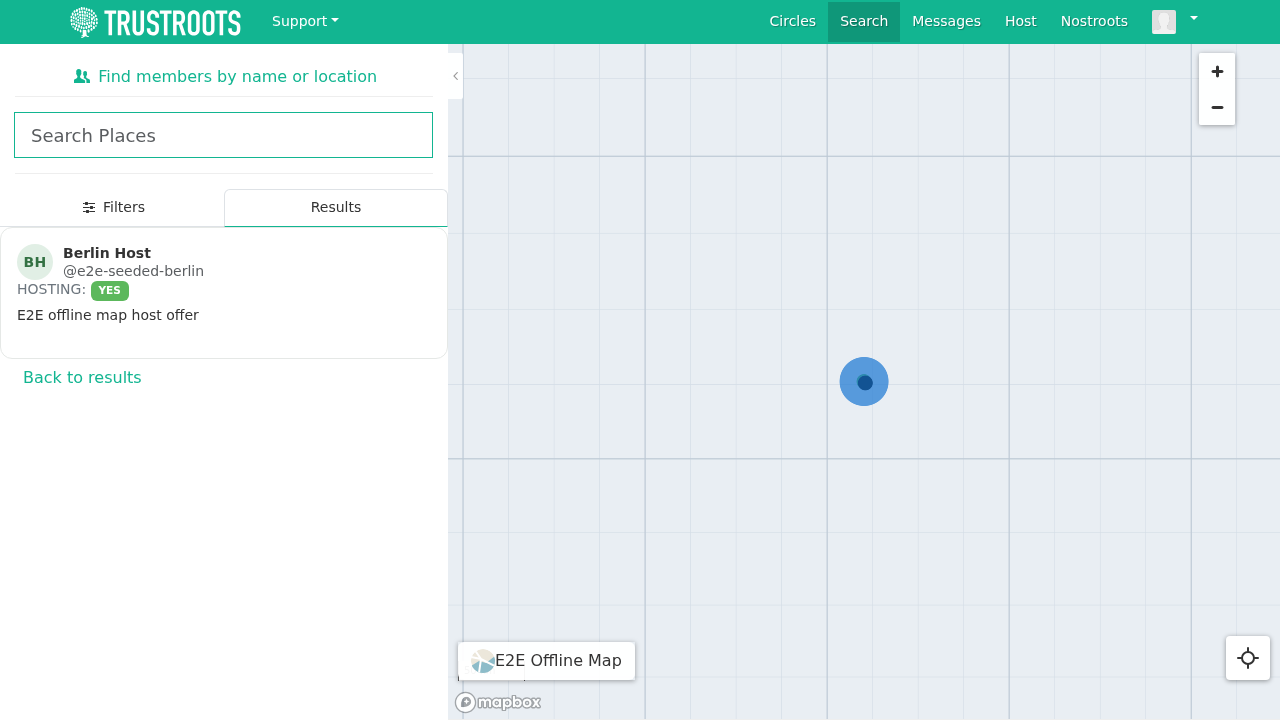 TRUSTROOTS
Support
Circles
Search
Messages
Host
Nostroots
Find members by name or location
Search Places
Filters
Results
BH
Berlin Host
@e2e-seeded-berlin
HOSTING: YES
E2E offline map host offer
Back to results
E2E Offline Map
mapbox